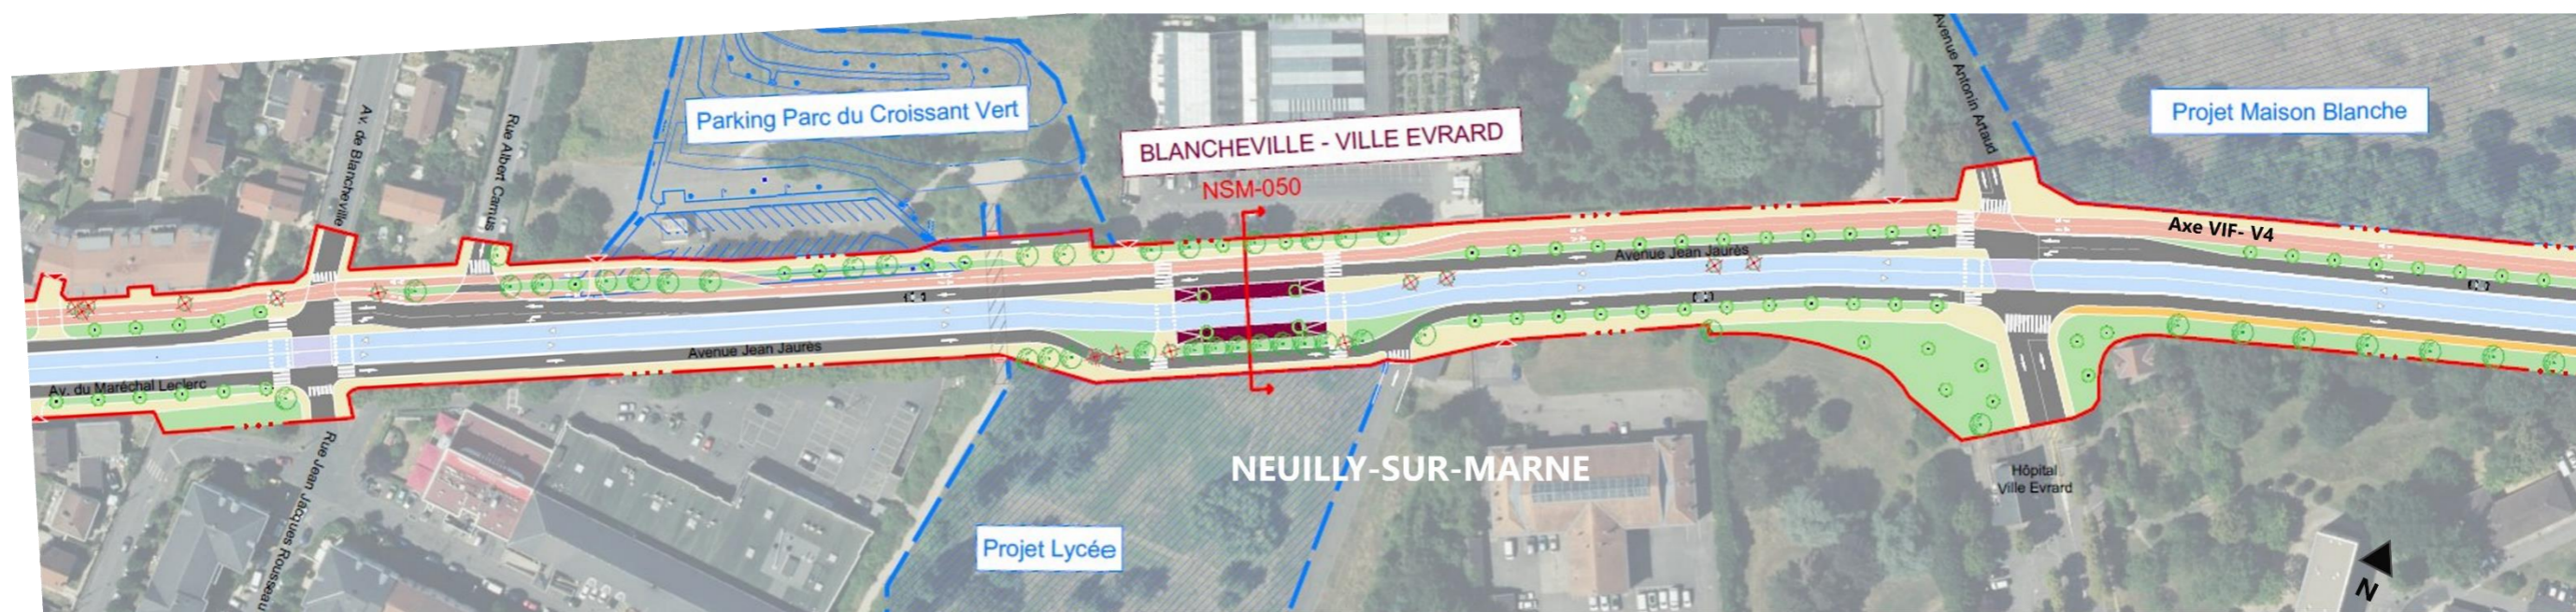 Av. de Blancheville
Rue Albert Camus
Parking Parc du Croissant Vert
BLANCHEVILLE - VILLE EVRARD
NSM-050
Avenue Antonin Artaud
Projet Maison Blanche
Axe VIF- V4
Avenue Jean Jaurès
Avenue Jean Jaurès
Av. du Maréchal Leclerc
Rue Jean Jacques Rousseau
NEUILLY-SUR-MARNE
Projet Lycée
Hôpital
Ville Evrard
N